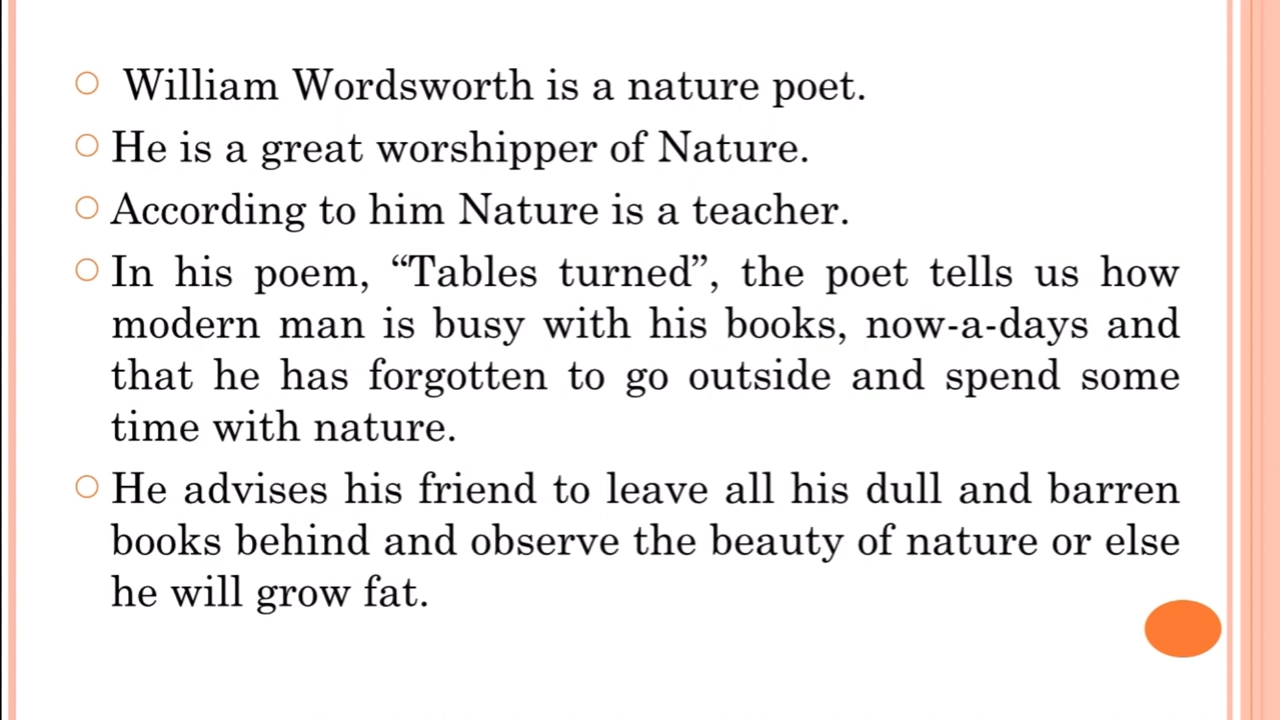 William Wordsworth is a nature poet.
He is a great worshipper of Nature.
According to him Nature is a teacher.
In his poem, “Tables turned”, the poet tells us how
modern man is busy with his books, now-a-days and
that he has forgotten to go outside and spend some
time with nature.
He advises his friend to leave all his dull and barren
books behind and observe the beauty of nature or else
he will grow fat.